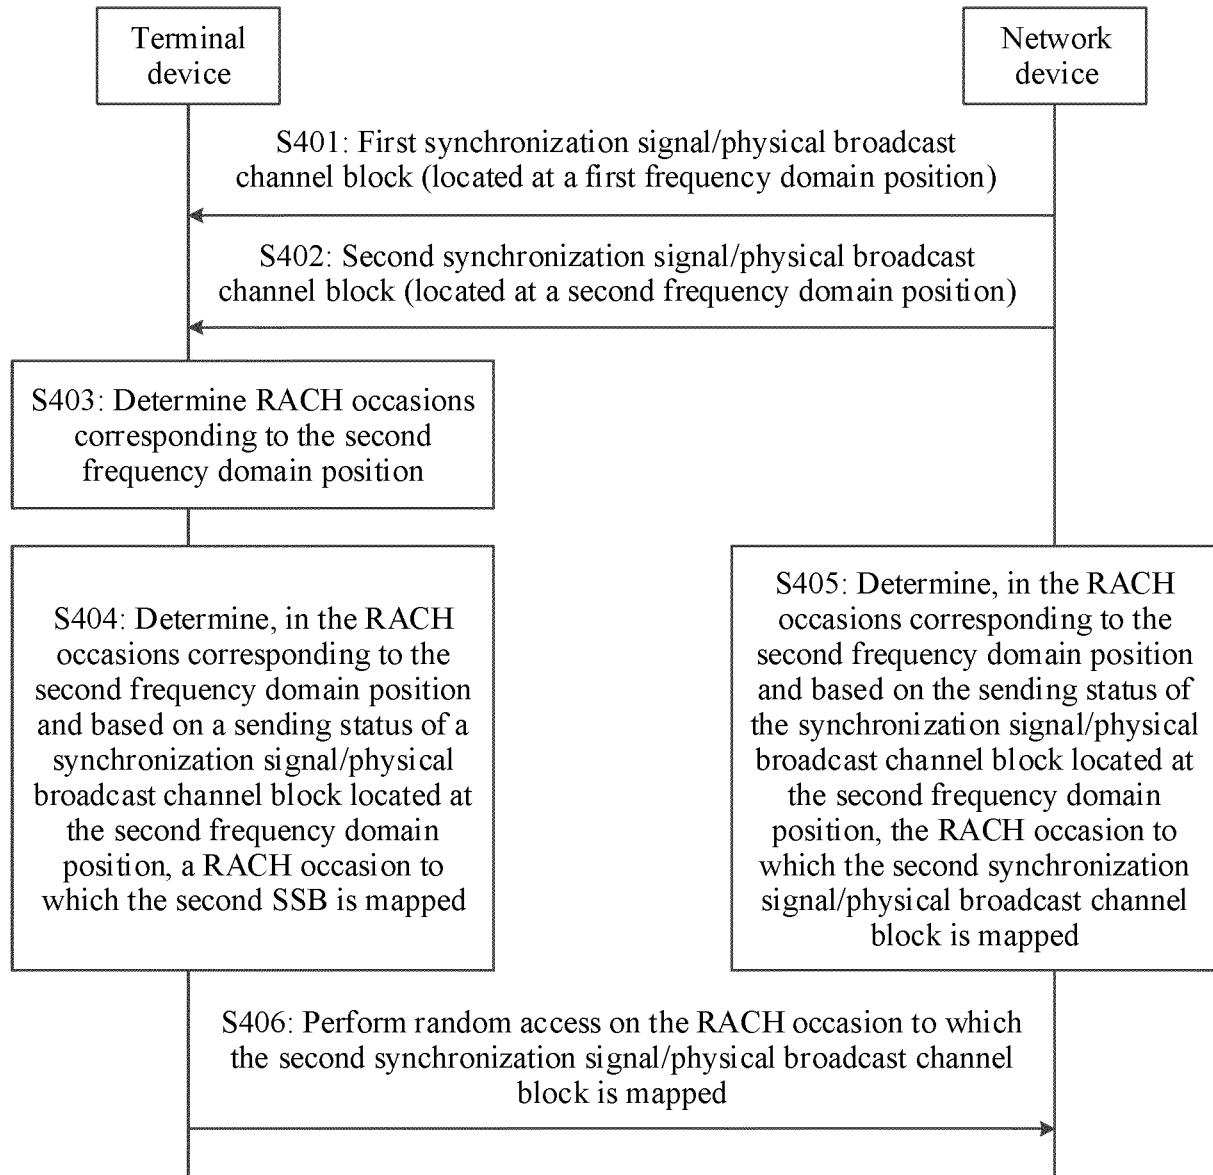 Terminal
device
Network
device
S401: First synchronization signal/physical broadcast
channel block (located at a first frequency domain position)
S402: Second synchronization signal/physical broadcast
channel block (located at a second frequency domain position)
S403: Determine RACH occasions
corresponding to the second
frequency domain position
S404: Determine, in the RACH
occasions corresponding to the
second frequency domain position
and based on a sending status of a
synchronization signal/physical
broadcast channel block located at
the second frequency domain
position, a RACH occasion to
which the second SSB is mapped
S405: Determine, in the RACH
occasions corresponding to the
second frequency domain position
and based on the sending status of
the synchronization signal/physical
broadcast channel block located at
the second frequency domain
position, the RACH occasion to
which the second synchronization
signal/physical broadcast channel
block is mapped
S406: Perform random access on the RACH occasion to which
the second synchronization signal/physical broadcast channel
block is mapped